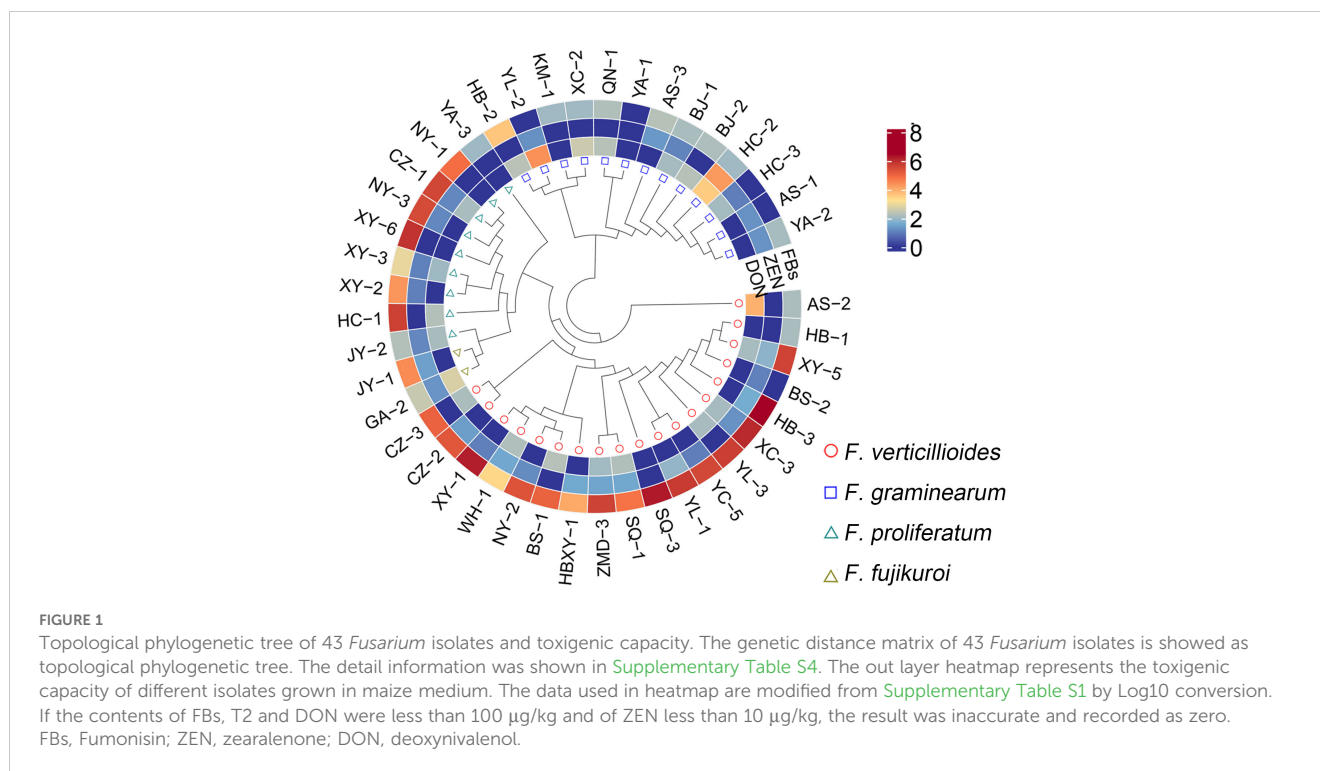 KM−1
XC−2
QN−1
YA−1
AS−3
BJ−1
BJ−2
HC−2
HC−3
AS−1
YA−2
FBs
ZEN
DON
AS−2
HB−1
XY−5
BS−2
HB−3
XC−3
YL−3
YC−5
YL−1
SQ−3
SQ−1
ZMD−3
HBXY−1
BS−1
NY−2
WH−1
XY−1
CZ−2
CZ−3
GA−2
JY−1
JY−2
HC−1
XY−2
XY−3
XY−6
NY−3
CZ−1
NY−1
YA−3
HB−2
YL−2
8
6
4
2
0
F. verticillioides
F. graminearum
F. proliferatum
F. fujikuroi
FIGURE 1
Topological phylogenetic tree of 43 Fusarium isolates and toxigenic capacity. The genetic distance matrix of 43 Fusarium isolates is showed as
topological phylogenetic tree. The detail information was shown in Supplementary Table S4. The out layer heatmap represents the toxigenic
capacity of different isolates grown in maize medium. The data used in heatmap are modified from Supplementary Table S1 by Log10 conversion.
If the contents of FBs, T2 and DON were less than 100 μg/kg and of ZEN less than 10 μg/kg, the result was inaccurate and recorded as zero.
FBs, Fumonisin; ZEN, zearalenone; DON, deoxynivalenol.